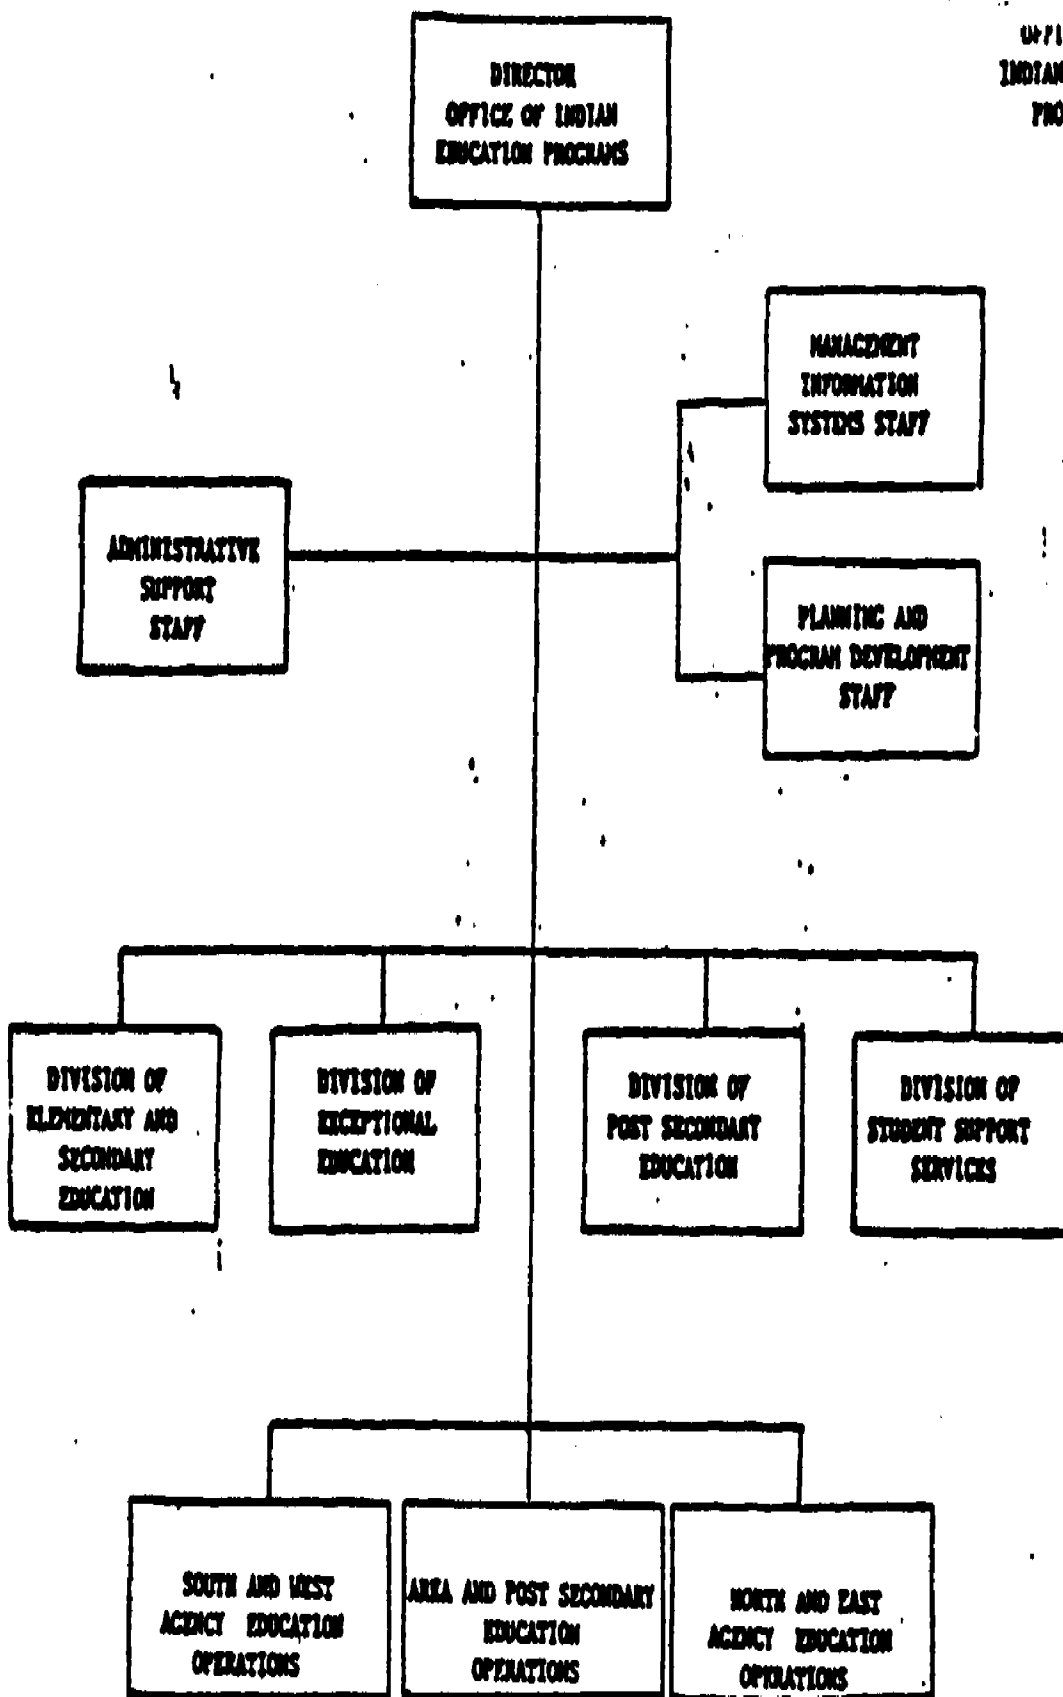 DIRECTOR
OFFICE OF INDIAN
EDUCATION PROGRAMS
INDIAN
MANAGEMENT
INFORMATION
SYSTEMS STAFF
ADMINISTRATIVE
SUPPORT
STAFF
PLANNING AND
PROGRAM DEVELOPMENT
STAFF
DIVISION OF
ELEMENTARY AND
SECONDARY
EDUCATION
DIVISION OF
EXCEPTIONAL
EDUCATION
DIVISION OF
POST SECONDARY
EDUCATION
DIVISION OF
STUDENT SUPPORT
SERVICES
SOUTH AND WEST
AGENCY EDUCATION
OPERATIONS
AREA AND POST SECONDARY
EDUCATION
OPERATIONS
NORTH AND EAST
AGENCY EDUCATION
OPERATIONS